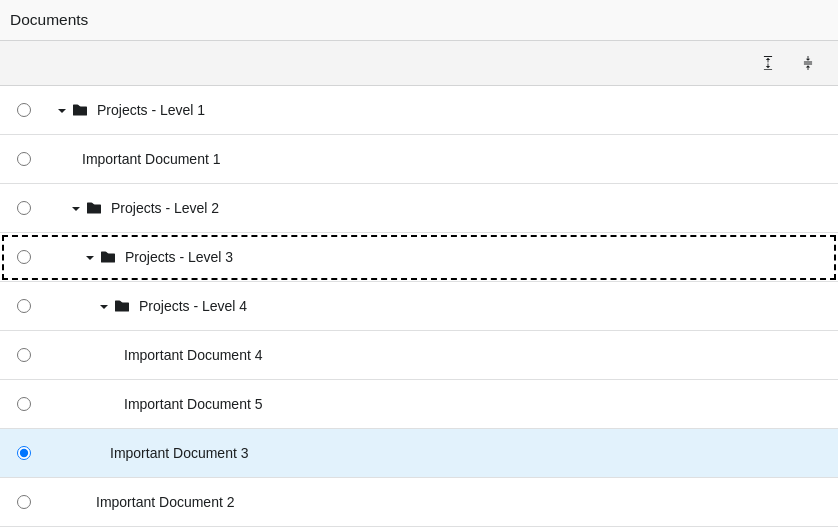 Documents
Projects - Level 1
Important Document 1
Projects - Level 2
Projects - Level 3
Projects - Level 4
Important Document 4
Important Document 5
Important Document 3
Important Document 2